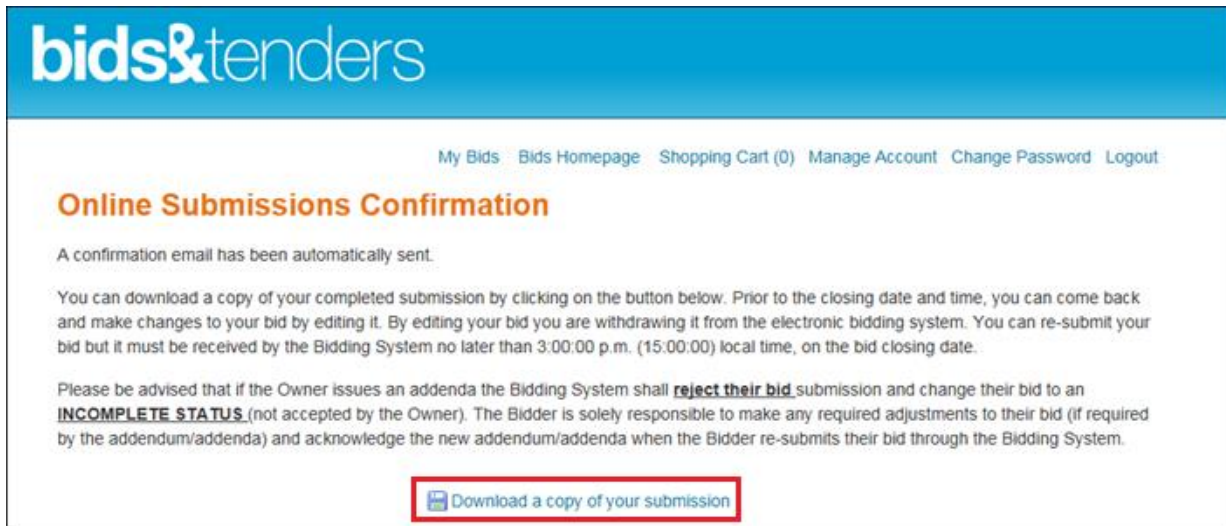 bids&tenders
My Bids Bids Homepage Shopping Cart (0) Manage Account Change Password Logout
Online Submissions Confirmation
A confirmation email has been automatically sent.
You can download a copy of your completed submission by clicking on the button below. Prior to the closing date and time, you can come back
and make changes to your bid by editing it. By editing your bid you are withdrawing it from the electronic bidding system. You can re-submit your
bid but it must be received by the Bidding System no later than 3:00:00 p.m. (15:00:00) local time, on the bid closing date.
Please be advised that if the Owner issues an addenda the Bidding System shall reject their bid submission and change their bid to an
INCOMPLETE STATUS (not accepted by the Owner). The Bidder is solely responsible to make any required adjustments to their bid (if required
by the addendum/addenda) and acknowledge the new addendum/addenda when the Bidder re-submits their bid through the Bidding System.
Download a copy of your submission